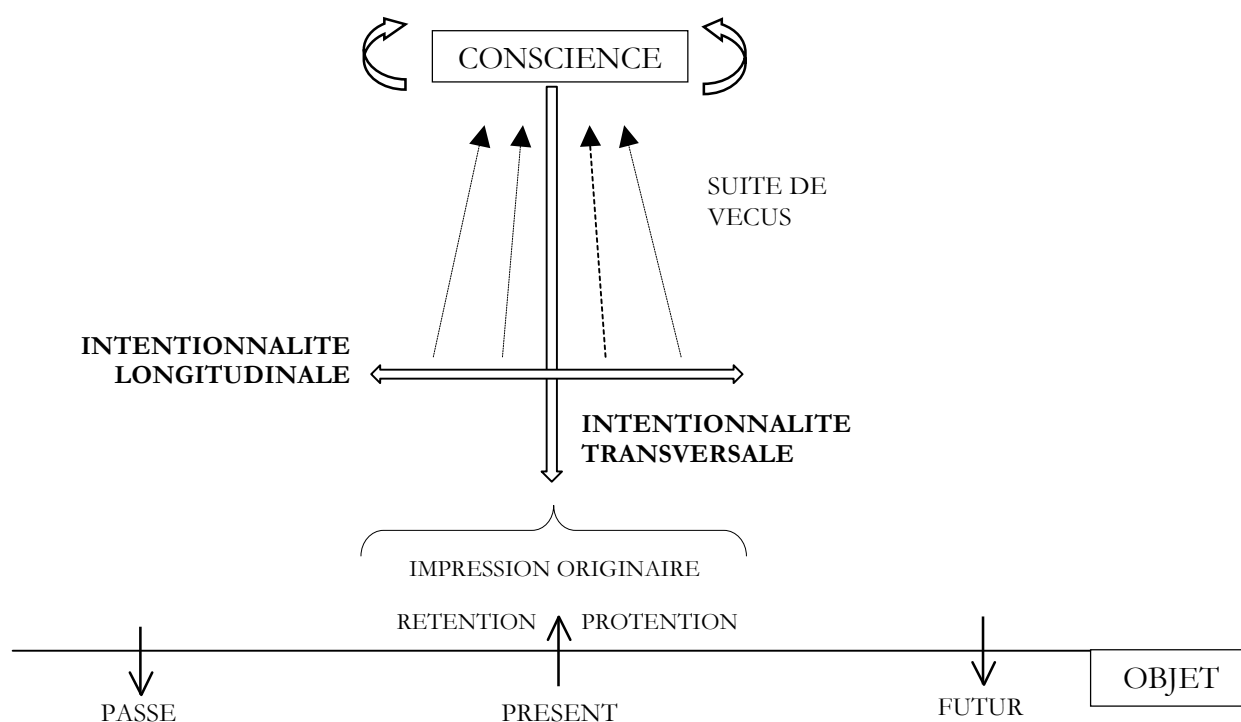 CONSCIENCE
SUITE DE
VECUS
INTENTIONNALITE
LONGITUDINALE
INTENTIONNALITE
TRANSVERSALE
IMPRESSION ORIGINAIRE
RETENTION PROTENTION
OBJET
PASSE PRESENT FUTUR